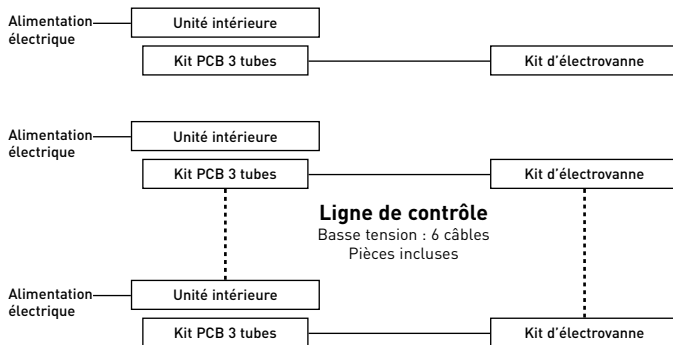 Alimentation
électrique
Unité intérieure
Kit PCB 3 tubes
Kit d'électrovanne
Alimentation
électrique
Unité intérieure
Kit PCB 3 tubes
Kit d'électrovanne
Ligne de contrôle
Basse tension : 6 câbles
Pièces incluses
Alimentation
électrique
Unité intérieure
Kit PCB 3 tubes
Kit d'électrovanne